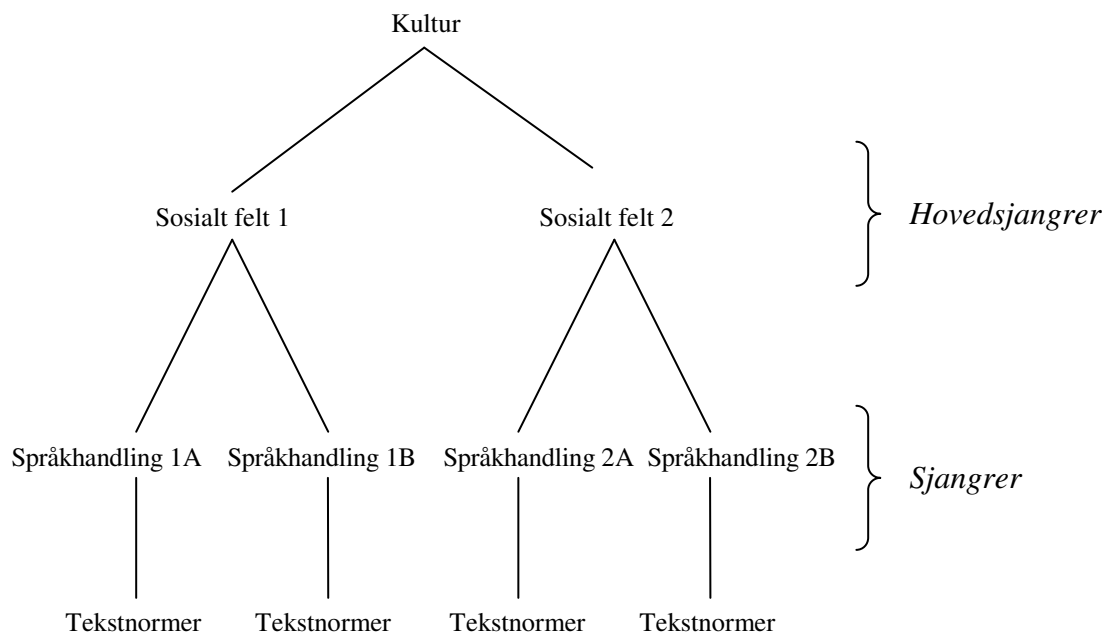 Kultur
Sosialt felt 1
Sosialt felt 2
Hovedsjangrer
Språkhandling 1A
Språkhandling 1B
Språkhandling 2A
Språkhandling 2B
Sjangrer
Tekstnormer
Tekstnormer
Tekstnormer
Tekstnormer